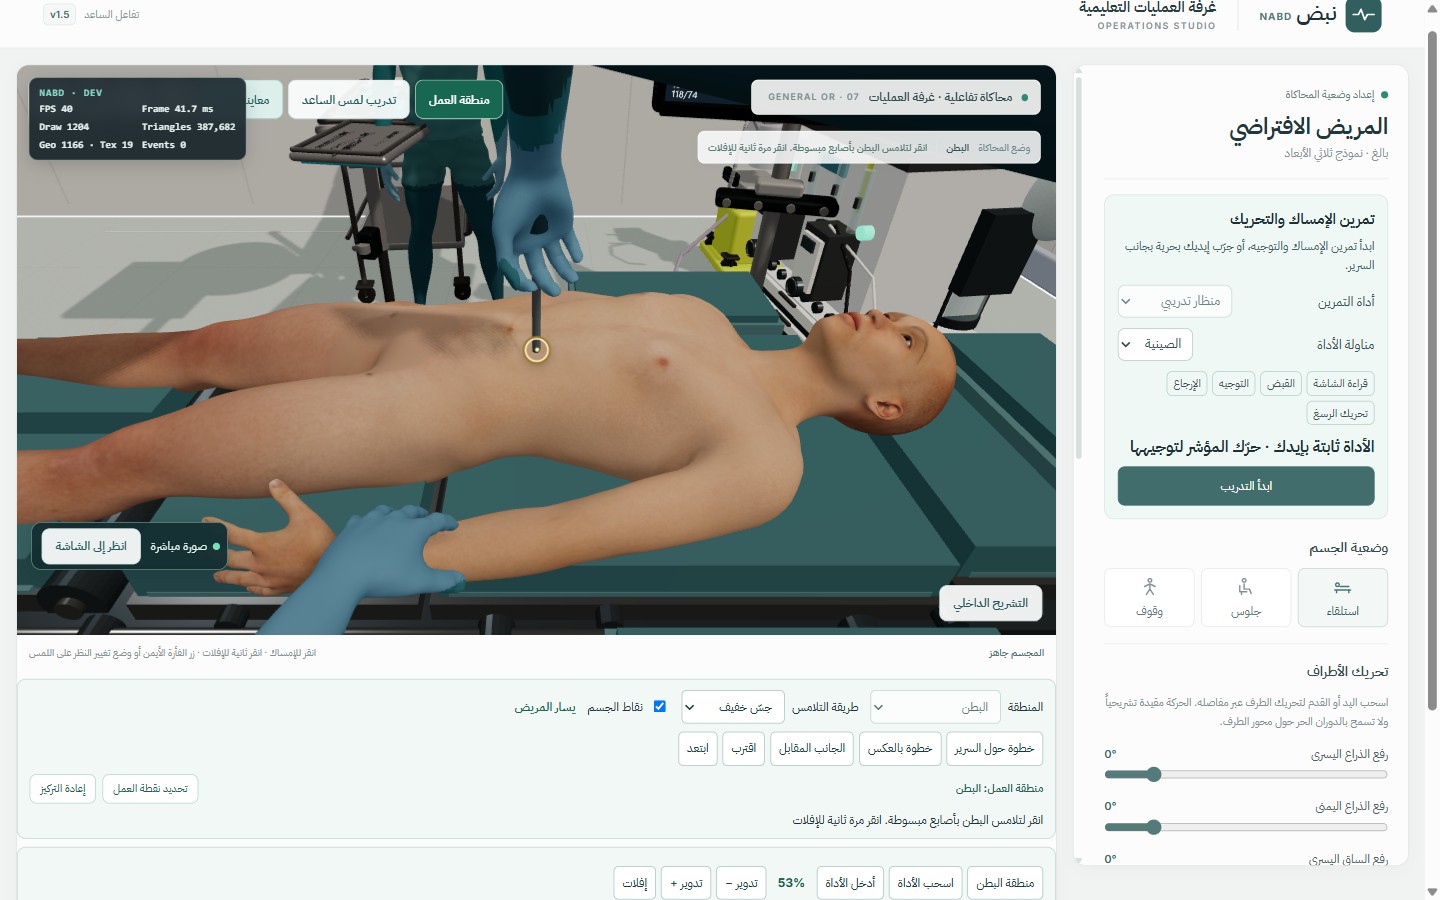 نبض NABD
غرفة العمليات التعليمية
OPERATIONS STUDIO
تفاعل الساعد v1.5
إعداد وضعية المحاكاة
المريض الافتراضي
بالغ · نموذج ثلاثي الأبعاد
تمرين الإمساك والتحريك
ابدأ تمرين الإمساك والتوجيه، أو جرّب إيديك بحرية بجانب
السرير.
أداة التمرين منظار تدريبي
مناولة الأداة الصينية
قراءة الشاشة القبض التوجيه الإرجاع
تحريك الرسغ
الأداة ثابتة بإيدك · حرّك المؤشر لتوجيهها
ابدأ التدريب
وضعية الجسم
استلقاء جلوس وقوف
تحريك الأطراف
اسحب اليد أو القدم لتحريك الطرف عبر مفاصله. الحركة مقيدة تشريحياً
ولا تسمح بالدوران الحر حول محور الطرف.
رفع الذراع اليسرى 0°
رفع الذراع اليمنى 0°
رفع الساق اليسرى 0°
محاكاة تفاعلية · غرفة العمليات GENERAL OR · 07
وضع المحاكاة البطن انقر لتلامس البطن بأصابع مبسوطة. انقر مرة ثانية للإفلات
118/74
منطقة العمل تدريب لمس الساعد
NABD · DEV
FPS 40 Frame 41.7 ms
Draw 1204 Triangles 387,682
Geo 1166 · Tex 19 Events 0
صورة مباشرة انظر إلى الشاشة
التشريح الداخلي
المجسم جاهز
انقر للإمساك · انقر ثانية للإفلات · زر الفأرة الأيمن أو وضع تغيير النظر على اللمس
المنطقة البطن طريقة التلامس جسّ خفيف نقاط الجسم يسار المريض
خطوة حول السرير خطوة بالعكس الجانب المقابل اقترب ابتعد
منطقة العمل: البطن تحديد نقطة العمل إعادة التركيز
انقر لتلامس البطن بأصابع مبسوطة. انقر مرة ثانية للإفلات
منطقة البطن اسحب الأداة أدخل الأداة 53% تدوير − تدوير + إفلات